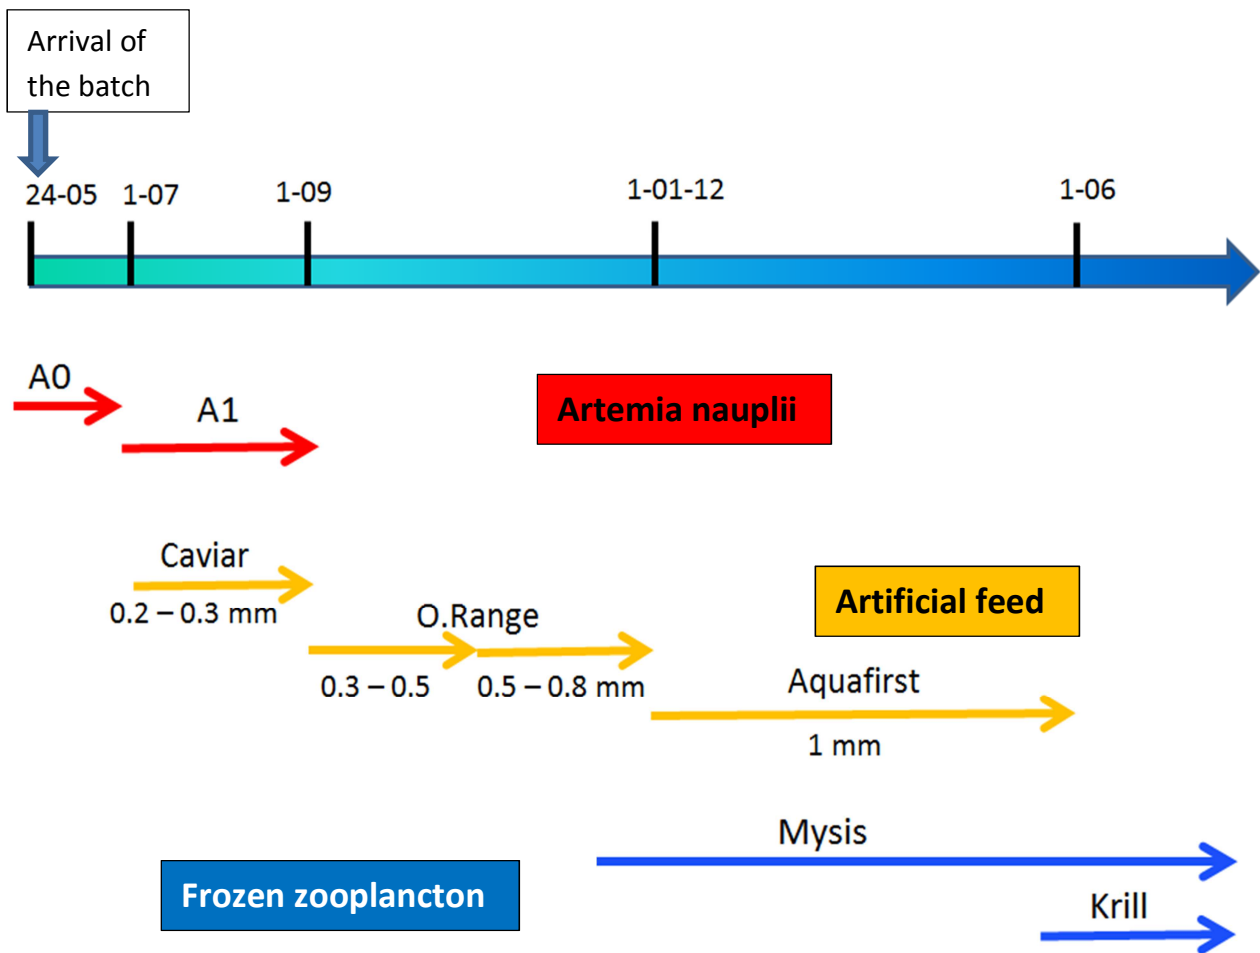 Arrival of
the batch
24-05 1-07 1-09 1-01-12 1-06
A0
A1
Artemia nauplii
Caviar
0.2 – 0.3 mm
Artificial feed
O.Range
0.3 – 0.5 0.5 – 0.8 mm
Aquafirst
1 mm
Mysis
Frozen zooplancton
Krill